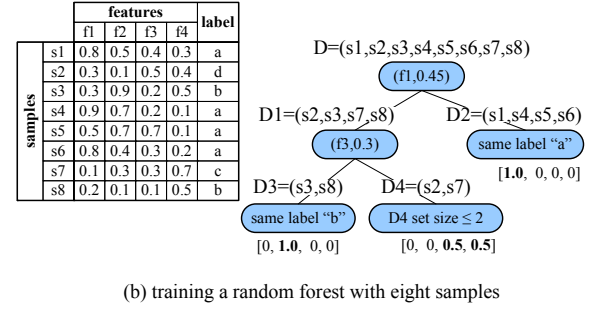 features label
f1 f2 f3 f4
samples
s1 0.8 0.5 0.4 0.3 a
s2 0.3 0.1 0.5 0.4 d
s3 0.3 0.9 0.2 0.5 b
s4 0.9 0.7 0.2 0.1 a
s5 0.5 0.7 0.7 0.1 a
s6 0.8 0.4 0.3 0.2 a
s7 0.1 0.3 0.3 0.7 c
s8 0.2 0.1 0.1 0.5 b
D=(s1,s2,s3,s4,s5,s6,s7,s8)
(f1,0.45)
D1=(s2,s3,s7,s8) D2=(s1,s4,s5,s6)
(f3,0.3) same label “a”
[1.0, 0, 0, 0]
D3=(s3,s8) D4=(s2,s7)
same label “b” D4 set size ≤ 2
[0, 1.0, 0, 0] [0, 0, 0.5, 0.5]
(b) training a random forest with eight samples